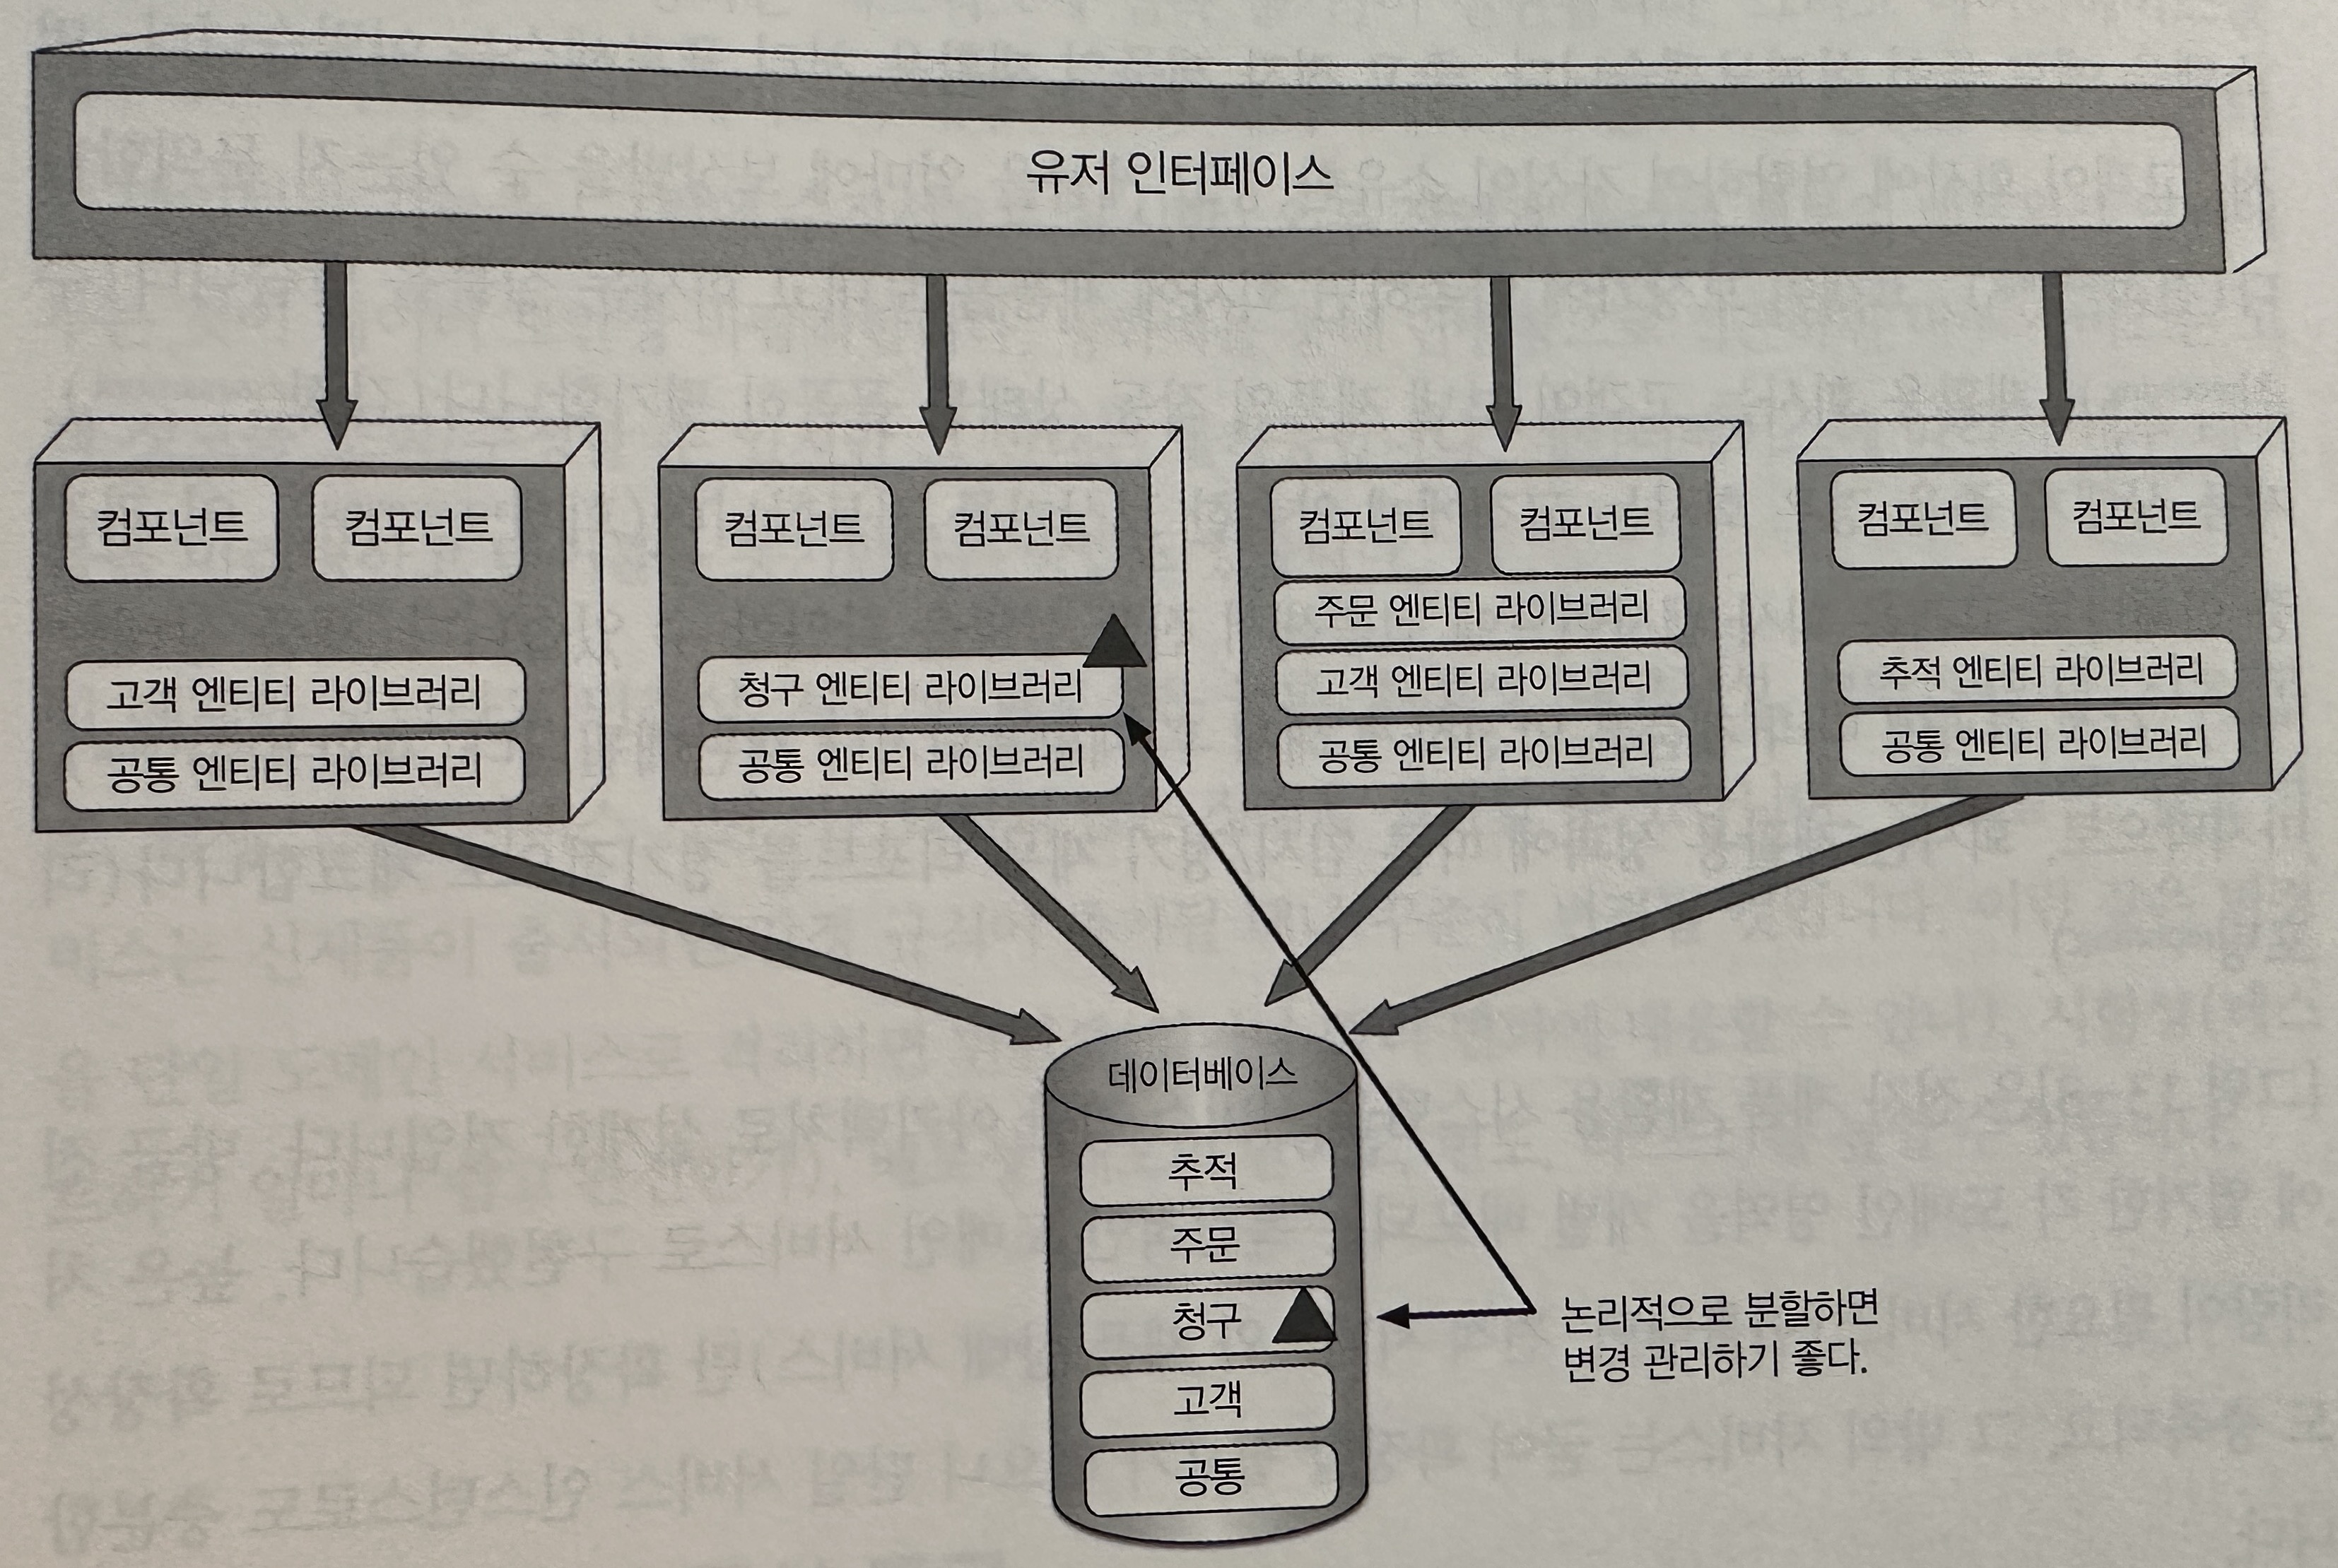 유저 인터페이스
컴포넌트
컴포넌트
고객 엔티티 라이브러리
공통 엔티티 라이브러리
컴포넌트
컴포넌트
청구 엔티티 라이브러리
공통 엔티티 라이브러리
컴포넌트
컴포넌트
주문 엔티티 라이브러리
고객 엔티티 라이브러리
공통 엔티티 라이브러리
컴포넌트
컴포넌트
추적 엔티티 라이브러리
공통 엔티티 라이브러리
데이터베이스
추적
주문
청구
고객
공통
논리적으로 분할하면
변경 관리하기 좋다.